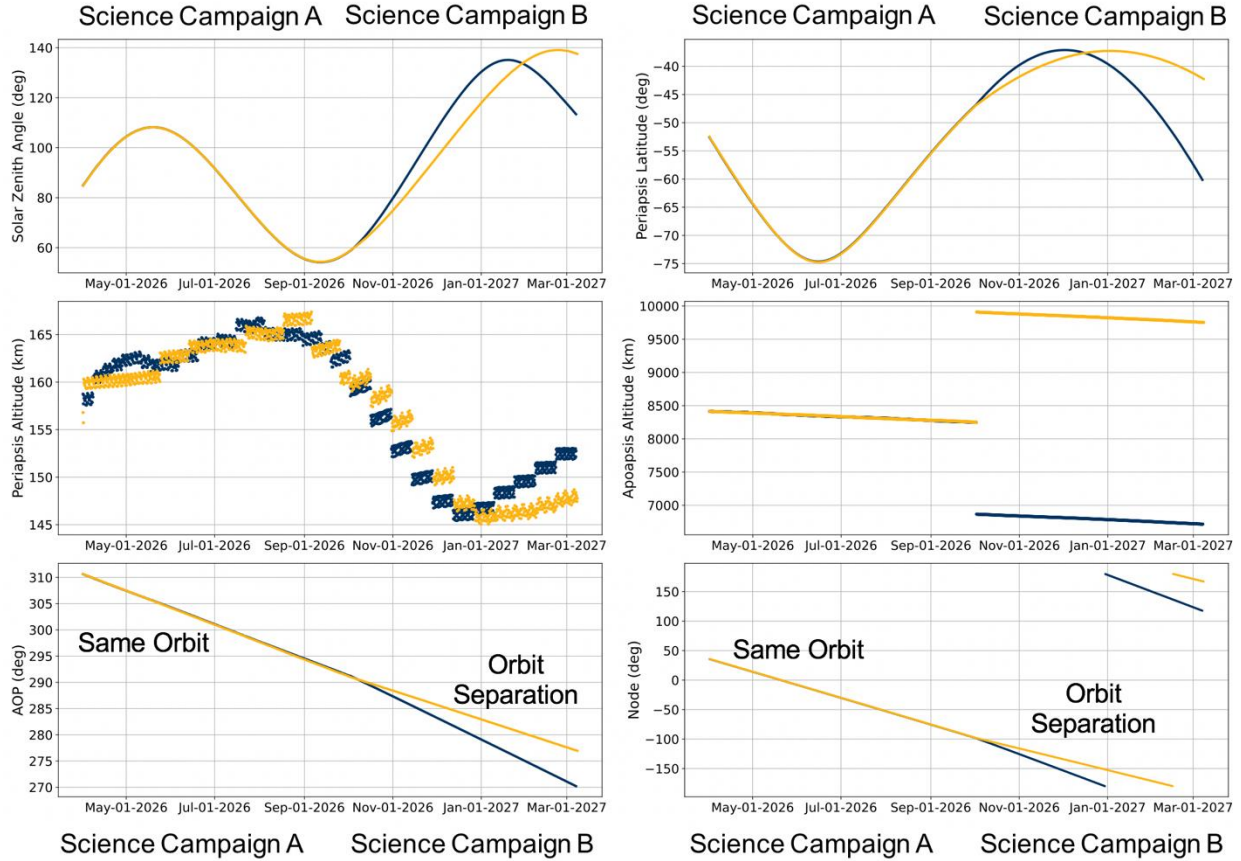 Science Campaign A
Science Campaign B
Science Campaign A
Science Campaign B
Solar Zenith Angle (deg)
140
120
100
80
60
May-01-2026 Jul-01-2026 Sep-01-2026 Nov-01-2026 Jan-01-2027 Mar-01-2027
Periapsis Latitude (deg)
−40
−45
−50
−55
−60
−65
−70
−75
May-01-2026 Jul-01-2026 Sep-01-2026 Nov-01-2026 Jan-01-2027 Mar-01-2027
Periapsis Altitude (km)
165
160
155
150
145
May-01-2026 Jul-01-2026 Sep-01-2026 Nov-01-2026 Jan-01-2027 Mar-01-2027
Apoapsis Altitude (km)
10000
9500
9000
8500
8000
7500
7000
May-01-2026 Jul-01-2026 Sep-01-2026 Nov-01-2026 Jan-01-2027 Mar-01-2027
AOP (deg)
310
305
300
295
290
285
280
275
270
Same Orbit
Orbit
Separation
May-01-2026 Jul-01-2026 Sep-01-2026 Nov-01-2026 Jan-01-2027 Mar-01-2027
Node (deg)
150
100
50
0
−50
−100
−150
Same Orbit
Orbit
Separation
May-01-2026 Jul-01-2026 Sep-01-2026 Nov-01-2026 Jan-01-2027 Mar-01-2027
Science Campaign A
Science Campaign B
Science Campaign A
Science Campaign B